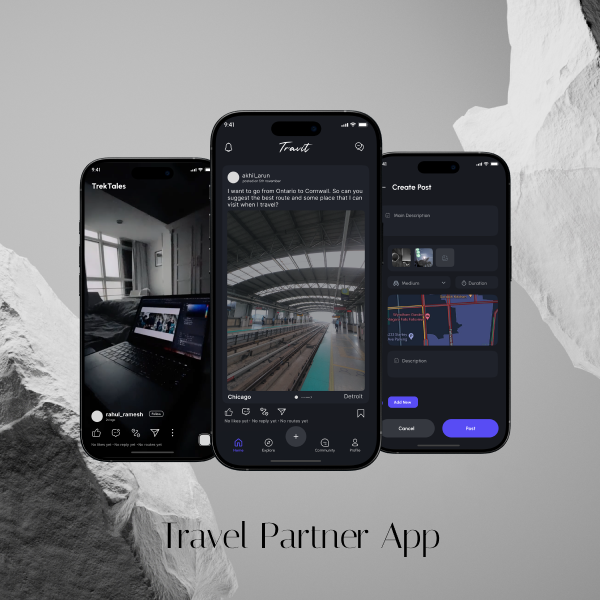 9:41
TrekTales
rahul_ramesh
Follow
No likes yet · No reply yet · No routes yet
9:41
Travit
akhil_arun
I want to go from Ontario to Cornwall. So can you
suggest the best route and some place that I can
visit when I travel?
Chicago
Detroit
No likes yet · No reply yet · No routes yet
Home
Explore
Community
Profile
Create Post
Main Description
Medium
Duration
Description
Add New
Cancel
Post
Travel Partner App